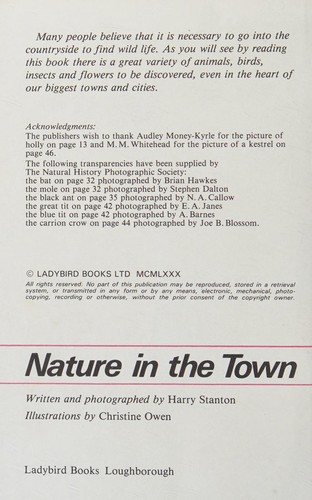 Many people believe that it is necessary to go into the
countryside to find wild life. As you will see by reading
this book there is a great variety of animals, birds,
insects and flowers to be discovered, even in the heart of
our biggest towns and cities.
Acknowledgments:
The publishers wish to thank Audley Money-Kyrle for the picture of
holly on page 13 and M. M. Whitehead for the picture of a kestrel on
page 46.
The following transparencies have been supplied by
The Natural History Photographic Society:
the bat on page 32 photographed by Brian Hawkes
the mole on page 32 photographed by Stephen Dalton
the black ant on page 35 photographed by N. A. Callow
the great tit on page 42 photographed by E. A. Janes
the blue tit on page 42 photographed by A. Barnes
the carrion crow on page 44 photographed by Joe B. Blossom.
© LADYBIRD BOOKS LTD MCMLXXX
All rights reserved. No part of this publication may be reproduced, stored in a retrieval
system, or transmitted in any form or by any means, electronic, mechanical, photo-
copying, recording or otherwise, without the prior consent of the copyright owner.
Nature in the Town
Written and photographed by Harry Stanton
Illustrations by Christine Owen
Ladybird Books Loughborough